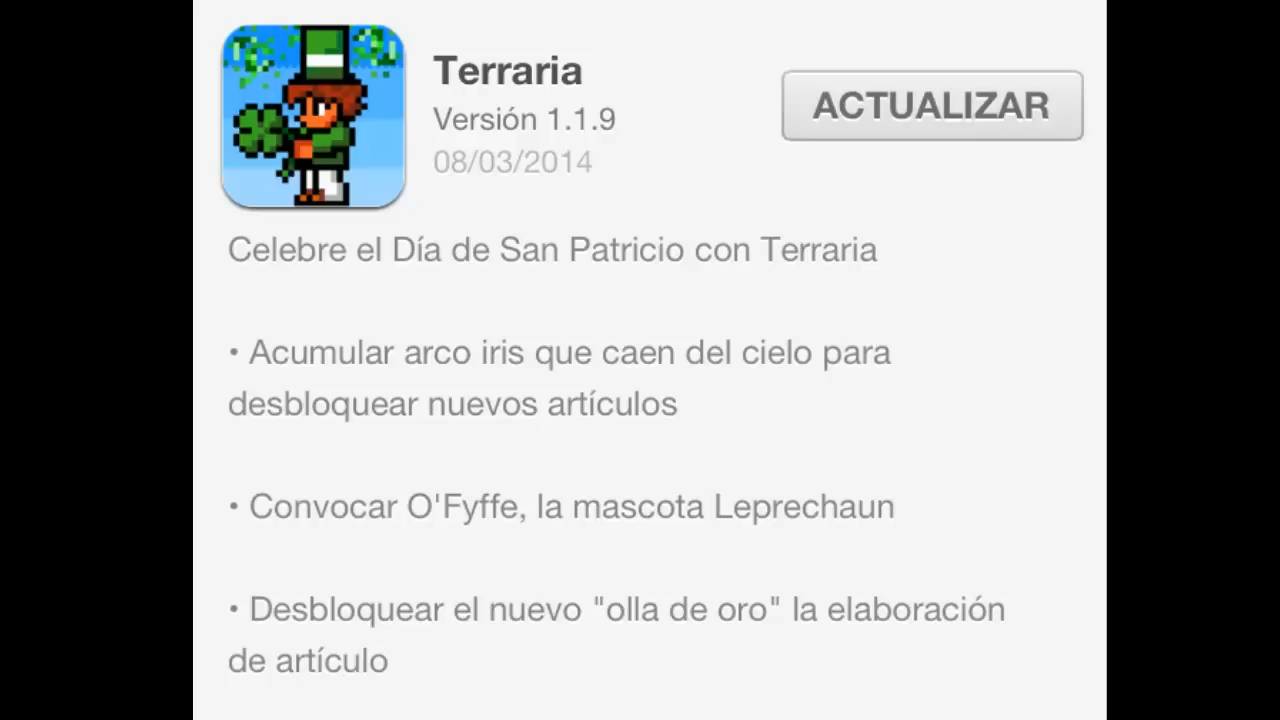 Terraria
ACTUALIZAR
Versión 1.1.9
08/03/2014
Celebre el Día de San Patricio con Terraria
• Acumular arco iris que caen del cielo para
desbloquear nuevos artículos
• Convocar O'Fyffe, la mascota Leprechaun
• Desbloquear el nuevo "olla de oro" la elaboración
de artículo